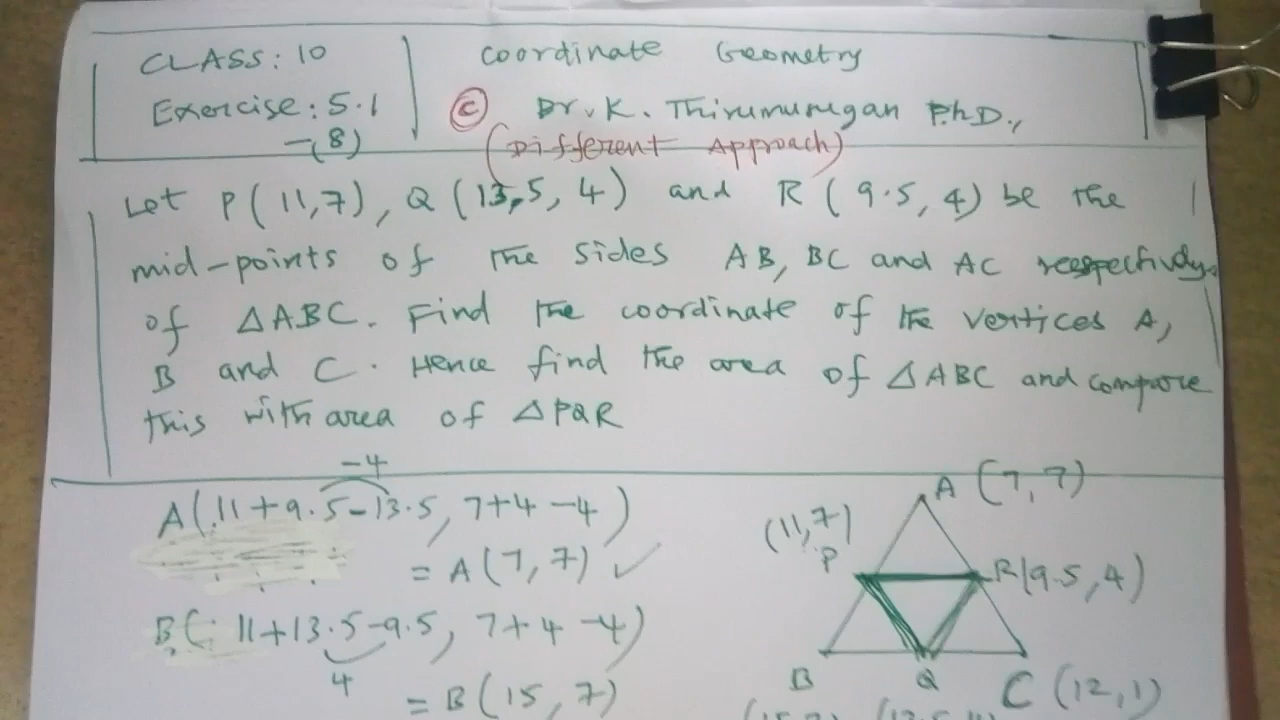 CLASS: 10
Coordinate Geometry
Exercise: 5.1
-(8)
© Dr. K. Thirumurugan P.hD.,
(Different Approach)
Let P(11,7), Q(13.5, 4) and R(9.5, 4) be the
mid-points of the sides AB, BC and AC respectively.
of △ABC. Find the coordinate of the vertices A,
B and C. Hence find the area of △ABC and compare
this with area of △PQR
-4
A(11+9.5-13.5, 7+4-4)
= A(7,7) ✓
B(11+13.5-9.5, 7+4-4)
4
= B(15,7)
A (7,7)
(11,7)
P
R(9.5,4)
B
Q
C (12,1)